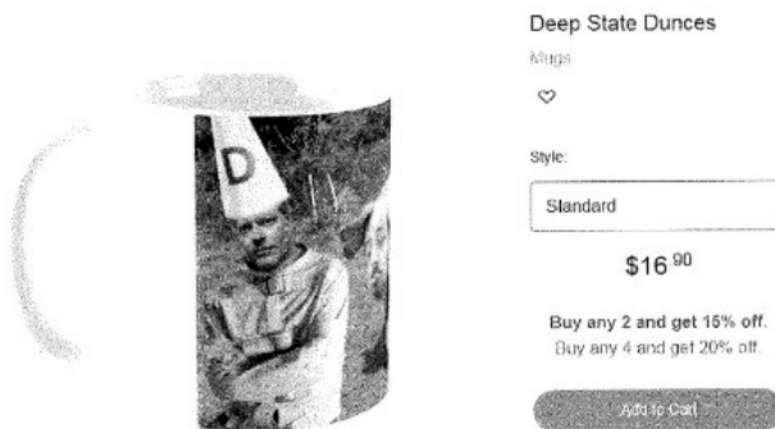 Deep State Dunces
Mugs
D
Style:
Standard
$16.90
Buy any 2 and get 15% off.
Buy any 4 and get 20% off.
Add to Cart